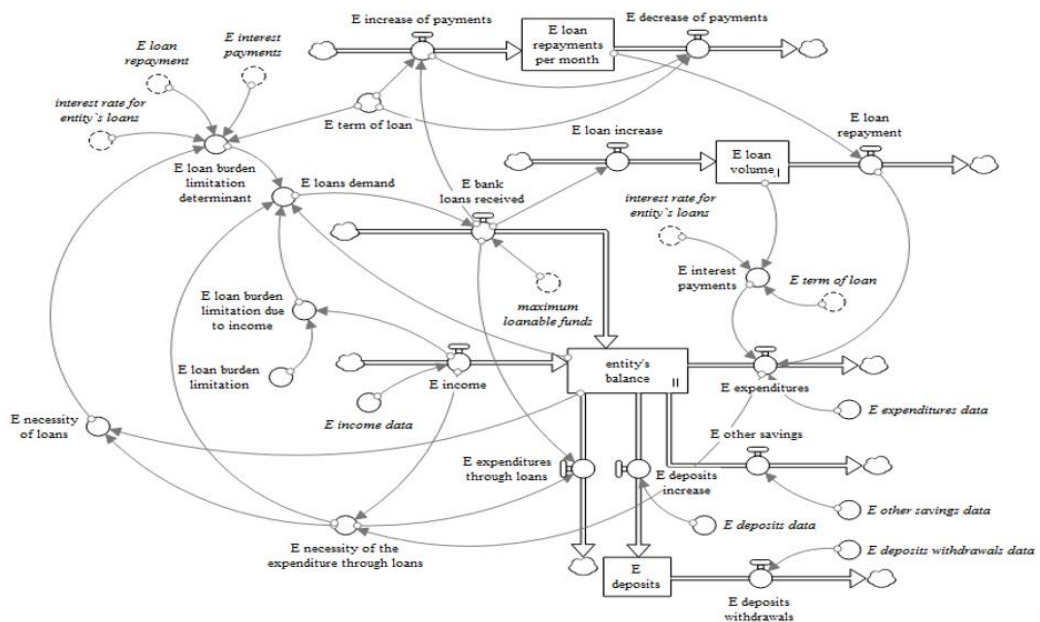 E increase of payments
E loan
repayments
per month
E decrease of payments
E loan
repayment
E interest
payments
interest rate for
entity`s loans
E term of loan
E loan increase
E loan
repayment
E loan
volume
E loan burden
limitation
determinant
E loans demand
E bank
loans received
interest rate for
entity`s loans
E interest
payments
E term of loan
E loan burden
limitation due
to income
maximum
loanable funds
E loan burden
limitation
E income
entity's
balance
E expenditures
E income data
E expenditures data
E necessity
of loans
E other savings
E expenditures
through loans
E deposits
increase
E other savings data
E deposits data
E necessity of the
expenditure through loans
E deposits withdrawals data
E
deposits
E deposits
withdrawals